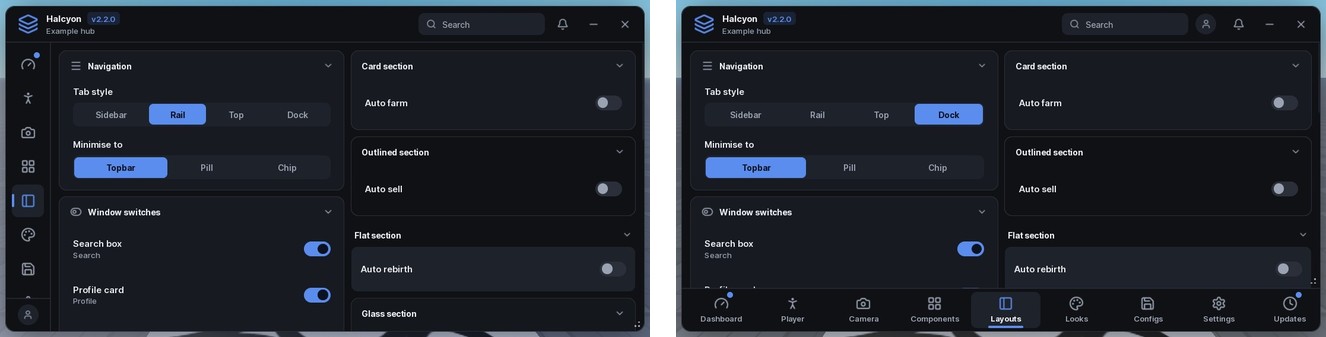 Halcyon v2.2.0
Example hub
Search
Navigation
Tab style
Sidebar Rail Top Dock
Minimise to
Topbar Pill Chip
Window switches
Search box
Search
Profile card
Profile
Card section
Auto farm
Outlined section
Auto sell
Flat section
Auto rebirth
Glass section
Halcyon v2.2.0
Example hub
Search
Navigation
Tab style
Sidebar Rail Top Dock
Minimise to
Topbar Pill Chip
Window switches
Search box
Search
Card section
Auto farm
Outlined section
Auto sell
Flat section
Auto rebirth
Dashboard Player Camera Components Layouts Looks Configs Settings Updates